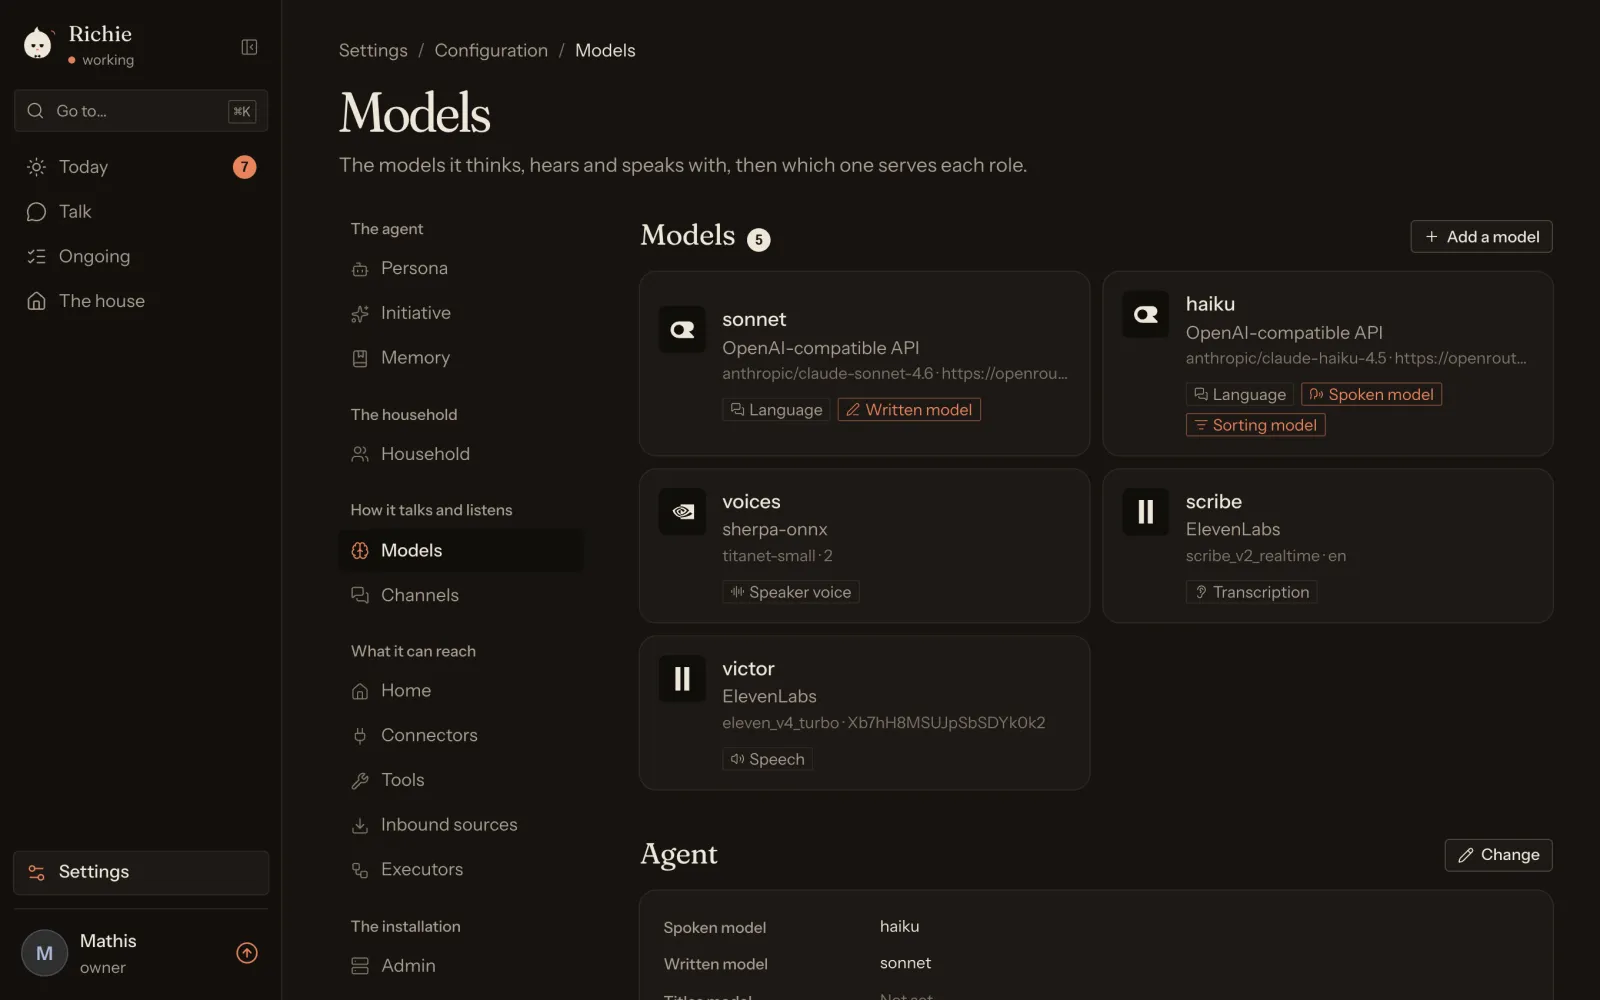 Richie
working
Go to...
⌘K
Today
7
Talk
Ongoing
The house
Settings
M
Mathis
owner
Settings / Configuration / Models
Models
The models it thinks, hears and speaks with, then which one serves each role.
The agent
Persona
Initiative
Memory
The household
Household
How it talks and listens
Models
Channels
What it can reach
Home
Connectors
Tools
Inbound sources
Executors
The installation
Admin
Models 5
+ Add a model
sonnet
OpenAI-compatible API
anthropic/claude-sonnet-4.6 · https://openrou...
Language
Written model
haiku
OpenAI-compatible API
anthropic/claude-haiku-4.5 · https://openrout...
Language
Spoken model
Sorting model
voices
sherpa-onnx
titanet-small · 2
Speaker voice
scribe
ElevenLabs
scribe_v2_realtime · en
Transcription
victor
ElevenLabs
eleven_v4_turbo · Xb7hH8MSUJpSbSDYk0k2
Speech
Agent
Change
Spoken model
haiku
Written model
sonnet
Titles model
Not set